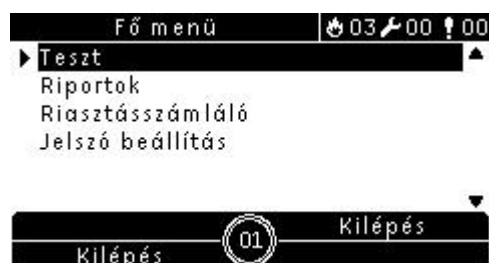 Fő menü 03 00 00
Teszt
Riportok
Riasztásszámláló
Jelszó beállítás
Kilépés
01
Kilépés